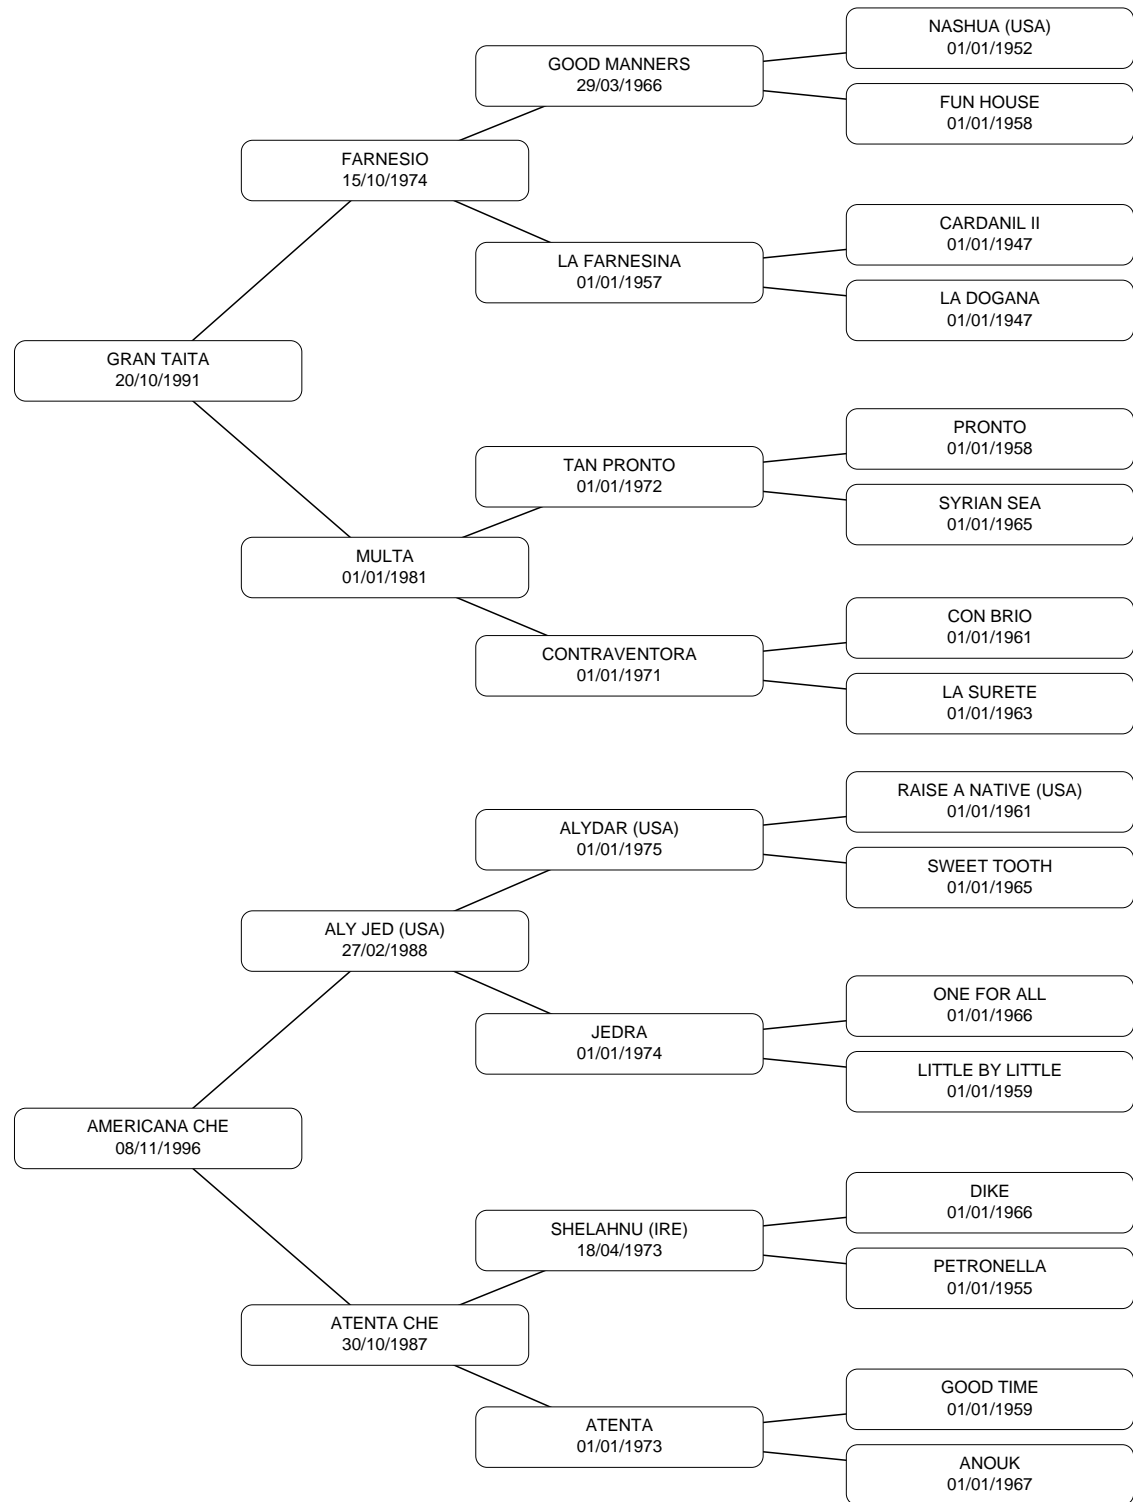 NASHUA (USA)
01/01/1952
GOOD MANNERS
29/03/1966
FUN HOUSE
01/01/1958
FARNESIO
15/10/1974
CARDANIL II
01/01/1947
LA FARNESINA
01/01/1957
LA DOGANA
01/01/1947
GRAN TAITA
20/10/1991
PRONTO
01/01/1958
TAN PRONTO
01/01/1972
SYRIAN SEA
01/01/1965
MULTA
01/01/1981
CON BRIO
01/01/1961
CONTRAVENTORA
01/01/1971
LA SURETE
01/01/1963
RAISE A NATIVE (USA)
01/01/1961
ALYDAR (USA)
01/01/1975
SWEET TOOTH
01/01/1965
ALY JED (USA)
27/02/1988
ONE FOR ALL
01/01/1966
JEDRA
01/01/1974
LITTLE BY LITTLE
01/01/1959
AMERICANA CHE
08/11/1996
DIKE
01/01/1966
SHELAHNU (IRE)
18/04/1973
PETRONELLA
01/01/1955
ATENTA CHE
30/10/1987
GOOD TIME
01/01/1959
ATENTA
01/01/1973
ANOUK
01/01/1967